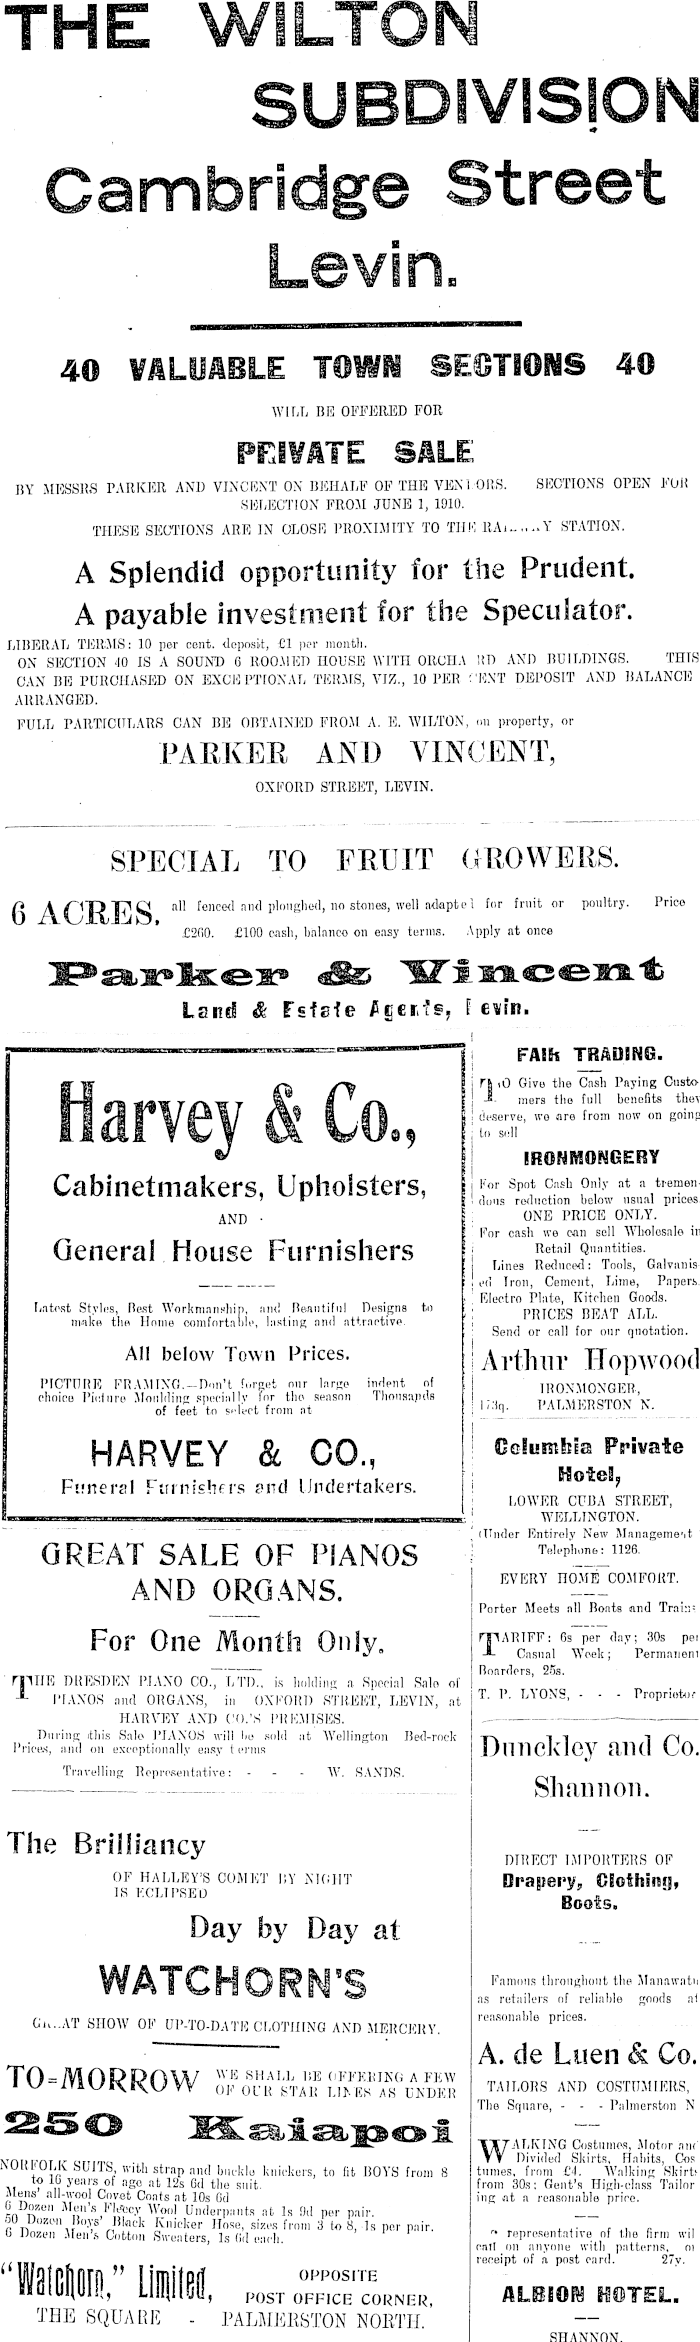 THE WILTON
SUBDIVISION
Cambridge Street
Levin.
40 VALUABLE TOWN SECTIONS 40
WILL BE OFFERED FOR
PRIVATE SALE
BY MESSRS PARKER AND VINCENT ON BEHALF OF THE VENDORS. SECTIONS OPEN FOR
SELECTION FROM JUNE 1, 1910.
THESE SECTIONS ARE IN CLOSE PROXIMITY TO THE RAILWAY STATION.
A Splendid opportunity for the Prudent.
A payable investment for the Speculator.
LIBERAL TERMS: 10 per cent. deposit, £1 per month.
ON SECTION 40 IS A SOUND 6 ROOMED HOUSE WITH ORCHARD AND BUILDINGS. THIS
CAN BE PURCHASED ON EXCEPTIONAL TERMS, VIZ., 10 PER CENT DEPOSIT AND BALANCE
ARRANGED.
FULL PARTICULARS CAN BE OBTAINED FROM A. E. WILTON, on property, or
PARKER AND VINCENT,
OXFORD STREET, LEVIN.
SPECIAL TO FRUIT GROWERS.
6 ACRES, all fenced and ploughed, no stones, well adapted for fruit or poultry. Price
£260. £100 cash, balance on easy terms. Apply at once
Parker & Vincent
Land & Estate Agents, Levin.
Harvey & Co.,
Cabinetmakers, Upholsters,
AND
General House Furnishers
Latest Styles, Best Workmanship, and Beautiful Designs to
make the Home comfortable, lasting and attractive.
All below Town Prices.
PICTURE FRAMING.—Don't forget our large indent of
choice Picture Moulding specially for the season Thousands
of feet to select from at
HARVEY & CO.,
Funeral Furnishers and Undertakers.
GREAT SALE OF PIANOS
AND ORGANS.
For One Month Only.
THE DRESDEN PIANO CO., LTD., is holding a Special Sale of
PIANOS and ORGANS, in OXFORD STREET, LEVIN, at
HARVEY AND CO.'S PREMISES.
During this Sale PIANOS will be sold at Wellington Bed-rock
Prices, and on exceptionally easy terms
Travelling Representative: - - - W. SANDS.
The Brilliancy
OF HALLEY'S COMET BY NIGHT
IS ECLIPSED
Day by Day at
WATCHORN'S
GREAT SHOW OF UP-TO-DATE CLOTHING AND MERCERY.
TO=MORROW WE SHALL BE OFFERING A FEW
OF OUR STAR LINES AS UNDER
250 Kaiapoi
NORFOLK SUITS, with strap and buckle knickers, to fit BOYS from 8
to 16 years of age at 12s 6d the suit.
Mens' all-wool Covet Coats at 10s 6d
6 Dozen Men's Fleecy Wool Underpants at 1s 9d per pair.
50 Dozen Boys' Black Knicker Hose, sizes from 3 to 8, 1s per pair.
6 Dozen Men's Cotton Sweaters, 1s 6d each.
"Watchorn," Limited,
OPPOSITE
POST OFFICE CORNER,
THE SQUARE - PALMERSTON NORTH.
FAIR TRADING.
TO Give the Cash Paying Custo-
mers the full benefits they
deserve, we are from now on going
to sell
IRONMONGERY
For Spot Cash Only at a tremen-
dous reduction below usual prices
ONE PRICE ONLY.
For cash we can sell Wholesale in
Retail Quantities.
Lines Reduced: Tools, Galvanis-
ed Iron, Cement, Lime, Papers,
Electro Plate, Kitchen Goods.
PRICES BEAT ALL.
Send or call for our quotation.
Arthur Hopwood
IRONMONGER,
173q. PALMERSTON N.
Columbia Private
Hotel,
LOWER CUBA STREET,
WELLINGTON.
(Under Entirely New Management
Telephone: 1126.
EVERY HOME COMFORT.
Porter Meets all Boats and Trains
TARIFF: 6s per day; 30s per
Casual Week; Permanent
Boarders, 25s.
T. P. LYONS, - - - Proprietor
Dunckley and Co.
Shannon.
DIRECT IMPORTERS OF
Drapery, Clothing,
Boots.
Famous throughout the Manawatu
as retailers of reliable goods at
reasonable prices.
A. de Luen & Co.
TAILORS AND COSTUMIERS,
The Square, - - - Palmerston N
WALKING Costumes, Motor and
Divided Skirts, Habits, Cos
tumes, from £4. Walking Skirts
from 30s: Gent's High-class Tailor
ing at a reasonable price.
representative of the firm will
call on anyone with patterns, on
receipt of a post card. 27v.
ALBION HOTEL.
SHANNON.